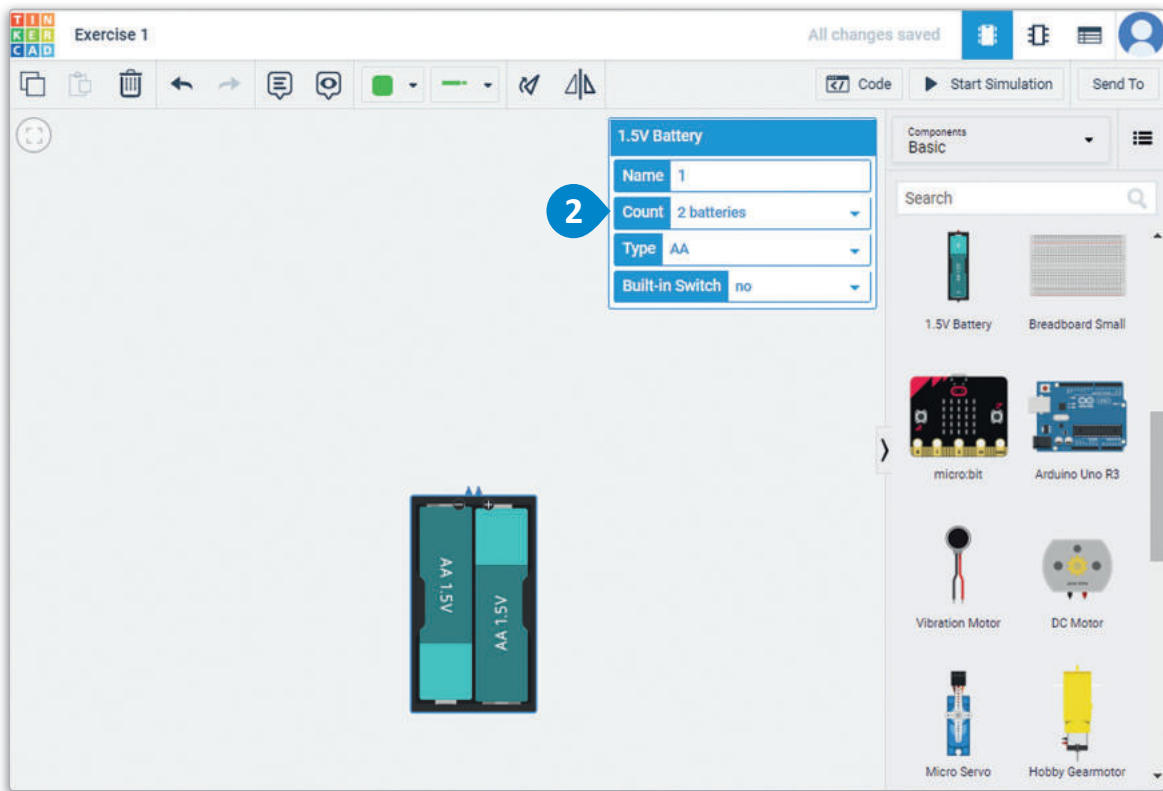 TIN
KER
CAD
Exercise 1
All changes saved
Code
Start Simulation
Send To
1.5V Battery
Name 1
Count 2 batteries
Type AA
Built-in Switch no
2
Components
Basic
Search
1.5V Battery
Breadboard Small
micro:bit
Arduino Uno R3
Vibration Motor
DC Motor
Micro Servo
Hobby Gearmotor
AA 1.5V
AA 1.5V